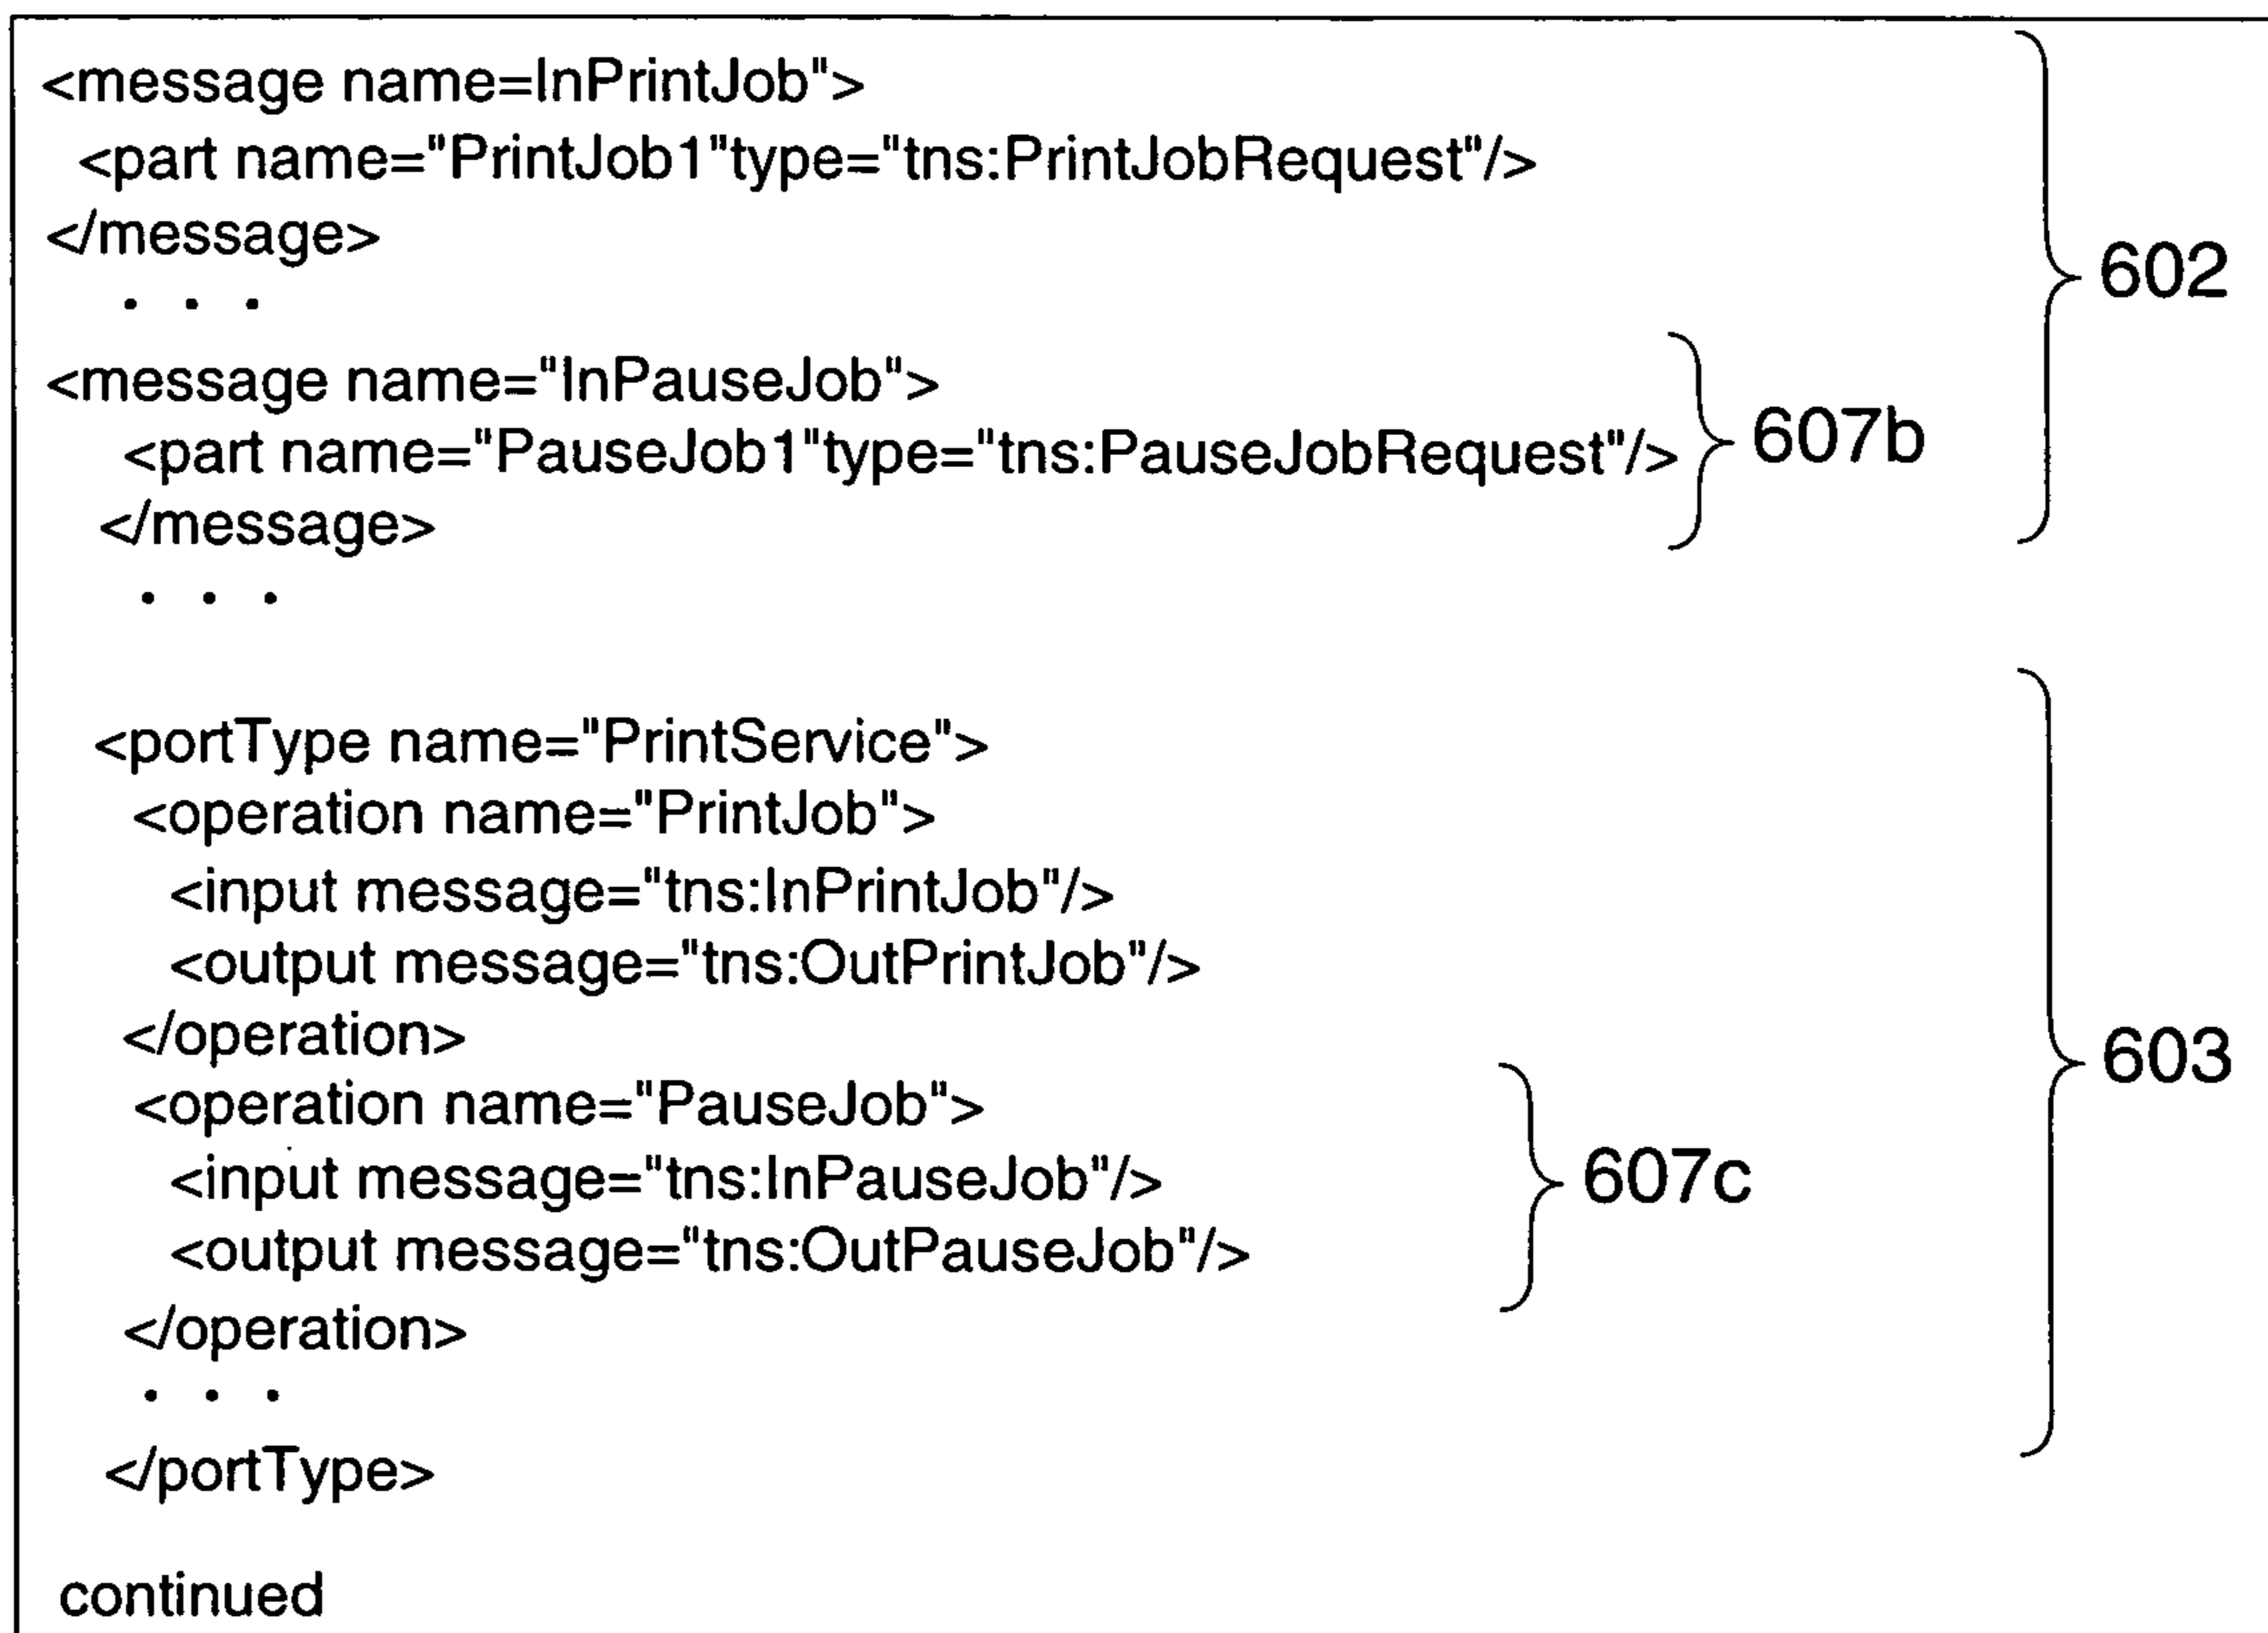 <message name=InPrintJob">
<part name="PrintJob1"type="tns:PrintJobRequest"/>
</message>
. . .
602
<message name="InPauseJob">
<part name="PauseJob1"type="tns:PauseJobRequest"/>
607b
</message>
. . .
<portType name="PrintService">
<operation name="PrintJob">
<input message="tns:InPrintJob"/>
<output message="tns:OutPrintJob"/>
</operation>
603
<operation name="PauseJob">
<input message="tns:InPauseJob"/>
607c
<output message="tns:OutPauseJob"/>
</operation>
. . .
</portType>
continued